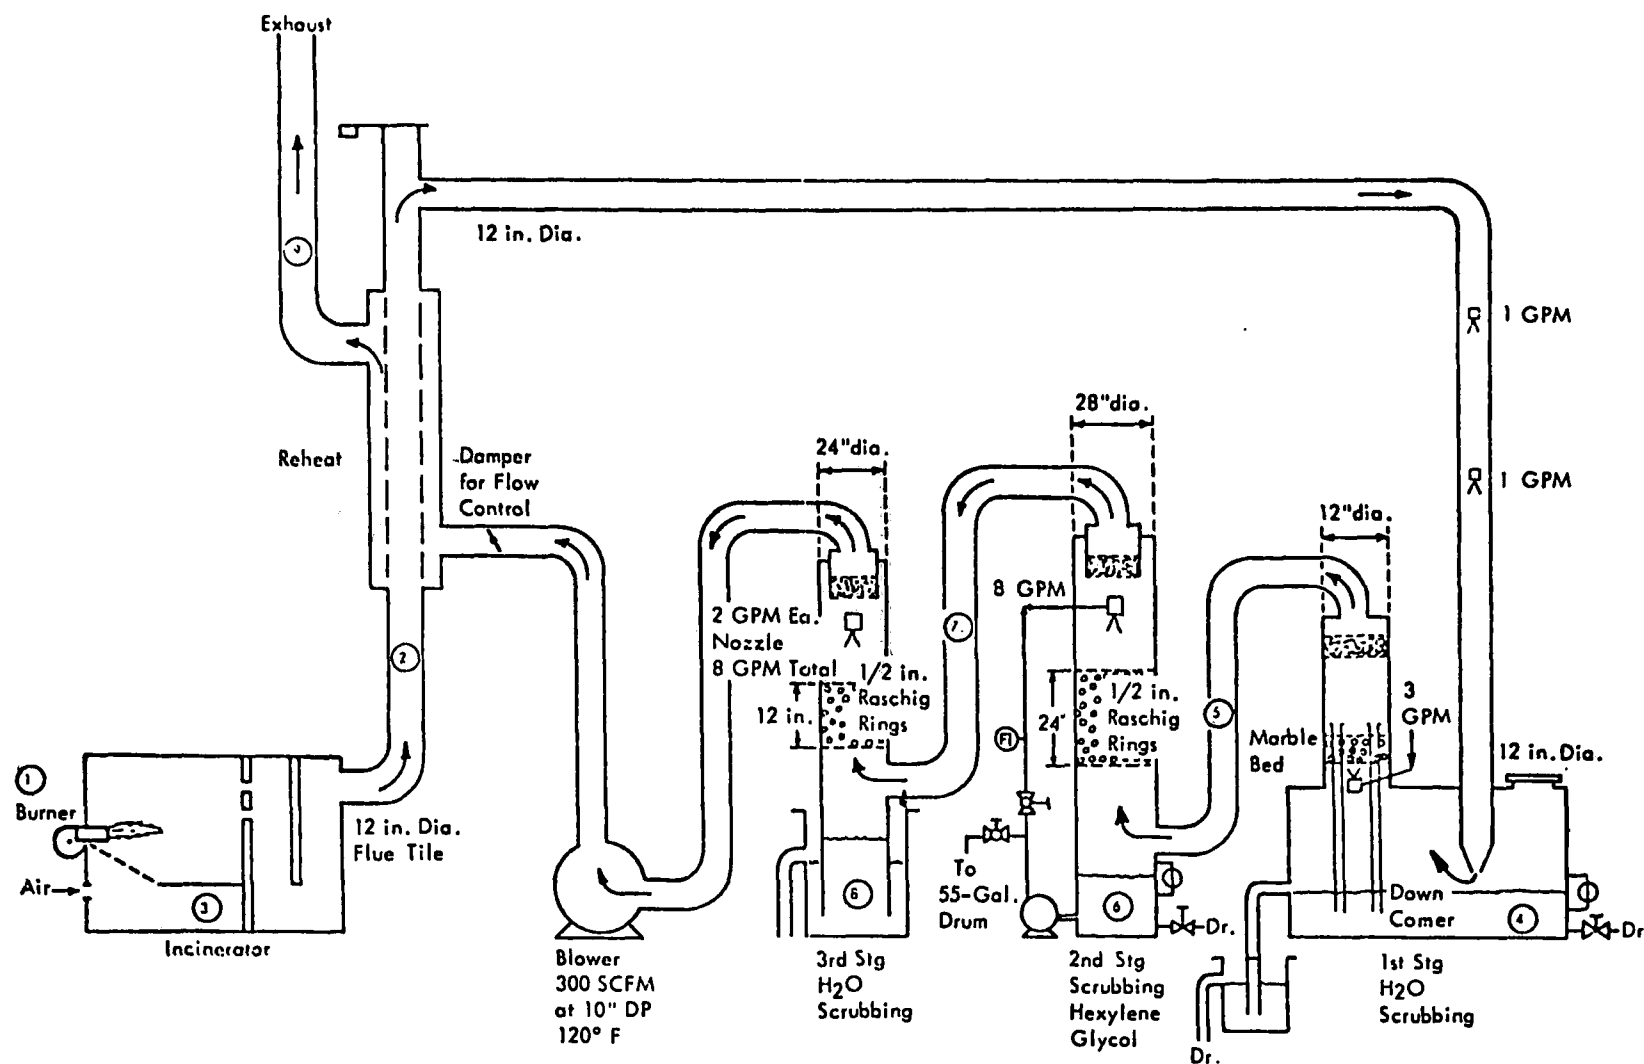 Exhaust
12 in. Dia.
1 GPM
1 GPM
Reheat
Damper
for Flow
Control
24"dia.
28"dia.
12"dia.
2 GPM Ea.
Nozzle
8 GPM Total
12 in.
1/2 in.
Raschig
Rings
7
8 GPM
24"
1/2 in.
Raschig
Rings
FI
5
Marble
Bed
3
GPM
12 in. Dia.
2
1
Burner
Air
3
Incinerator
12 in. Dia.
Flue Tile
Blower
300 SCFM
at 10" DP
120° F
8
3rd Stg
H2O
Scrubbing
To
55-Gal.
Drum
6
Dr.
2nd Stg
Scrubbing
Hexylene
Glycol
Down
Comer
4
Dr
1st Stg
H2O
Scrubbing
Dr.